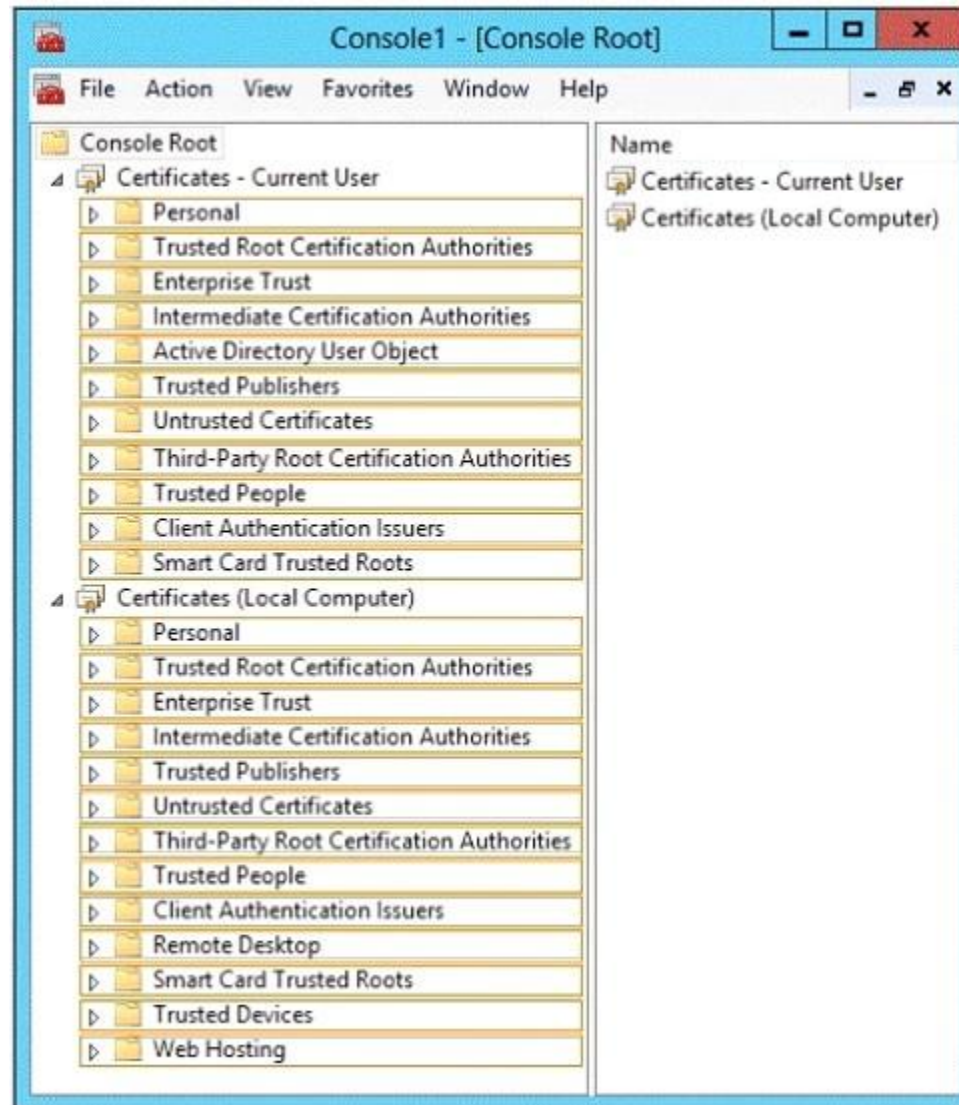 Console1 - [Console Root]
File Action View Favorites Window Help
Console Root
Certificates - Current User
Personal
Trusted Root Certification Authorities
Enterprise Trust
Intermediate Certification Authorities
Active Directory User Object
Trusted Publishers
Untrusted Certificates
Third-Party Root Certification Authorities
Trusted People
Client Authentication Issuers
Smart Card Trusted Roots
Certificates (Local Computer)
Personal
Trusted Root Certification Authorities
Enterprise Trust
Intermediate Certification Authorities
Trusted Publishers
Untrusted Certificates
Third-Party Root Certification Authorities
Trusted People
Client Authentication Issuers
Remote Desktop
Smart Card Trusted Roots
Trusted Devices
Web Hosting
Name
Certificates - Current User
Certificates (Local Computer)